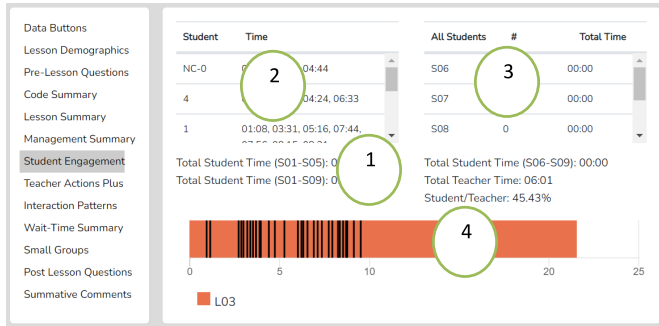 Data Buttons
Lesson Demographics
Pre-Lesson Questions
Code Summary
Lesson Summary
Management Summary
Student Engagement
Teacher Actions Plus
Interaction Patterns
Wait-Time Summary
Small Groups
Post Lesson Questions
Summative Comments
Student Time
NC-0 04:44
4 04:24, 06:33
1 01:08, 03:31, 05:16, 07:44,
2
All Students # Total Time
S06 00:00
S07 00:00
S08 0 00:00
3
Total Student Time (S01-S05):
Total Student Time (S01-S09):
1
Total Student Time (S06-S09): 00:00
Total Teacher Time: 06:01
Student/Teacher: 45.43%
4
0 5 10 20 25
L03